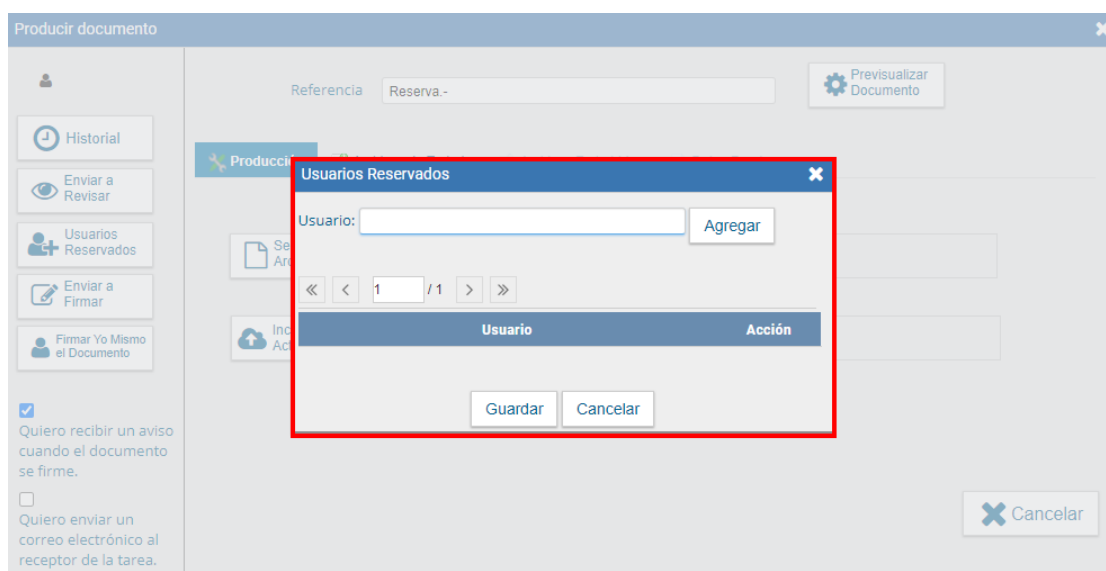 Producir documento
Referencia
Reserva.-
Previsualizar
Documento
Historial
Enviar a
Revisar
Usuarios
Reservados
Enviar a
Firmar
Firmar Yo Mismo
el Documento
Quiero recibir un aviso
cuando el documento
se firme.
Quiero enviar un
correo electrónico al
receptor de la tarea.
Usuarios Reservados
Usuario:
Agregar
1 / 1
Usuario Acción
Guardar Cancelar
Cancelar